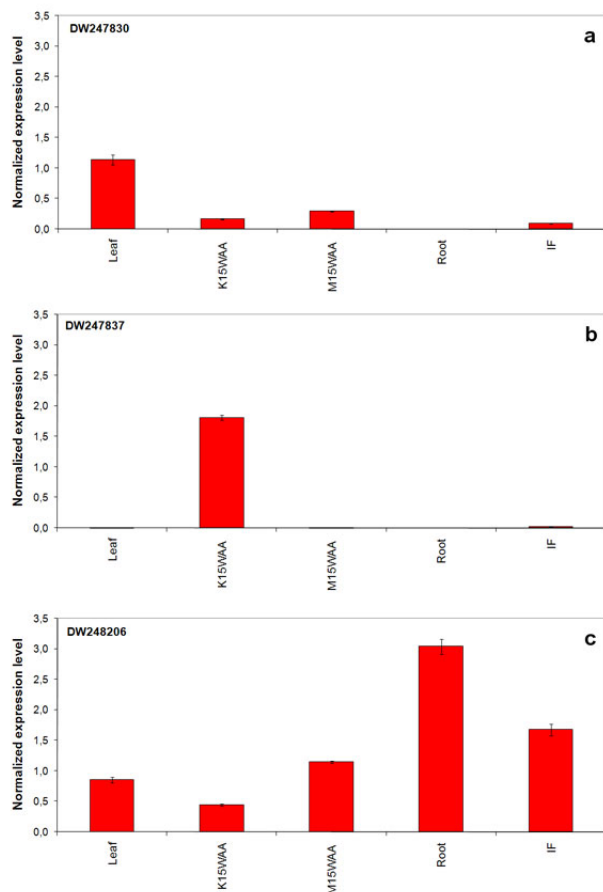 DW247830
a
Normalized expression level
3,5
3,0
2,5
2,0
1,5
1,0
0,5
0,0
Leaf
K15WAA
M15WAA
Root
IF
DW247837
b
Normalized expression level
3,5
3,0
2,5
2,0
1,5
1,0
0,5
0,0
Leaf
K15WAA
M15WAA
Root
IF
DW248206
c
Normalized expression level
3,5
3,0
2,5
2,0
1,5
1,0
0,5
0,0
Leaf
K15WAA
M15WAA
Root
IF